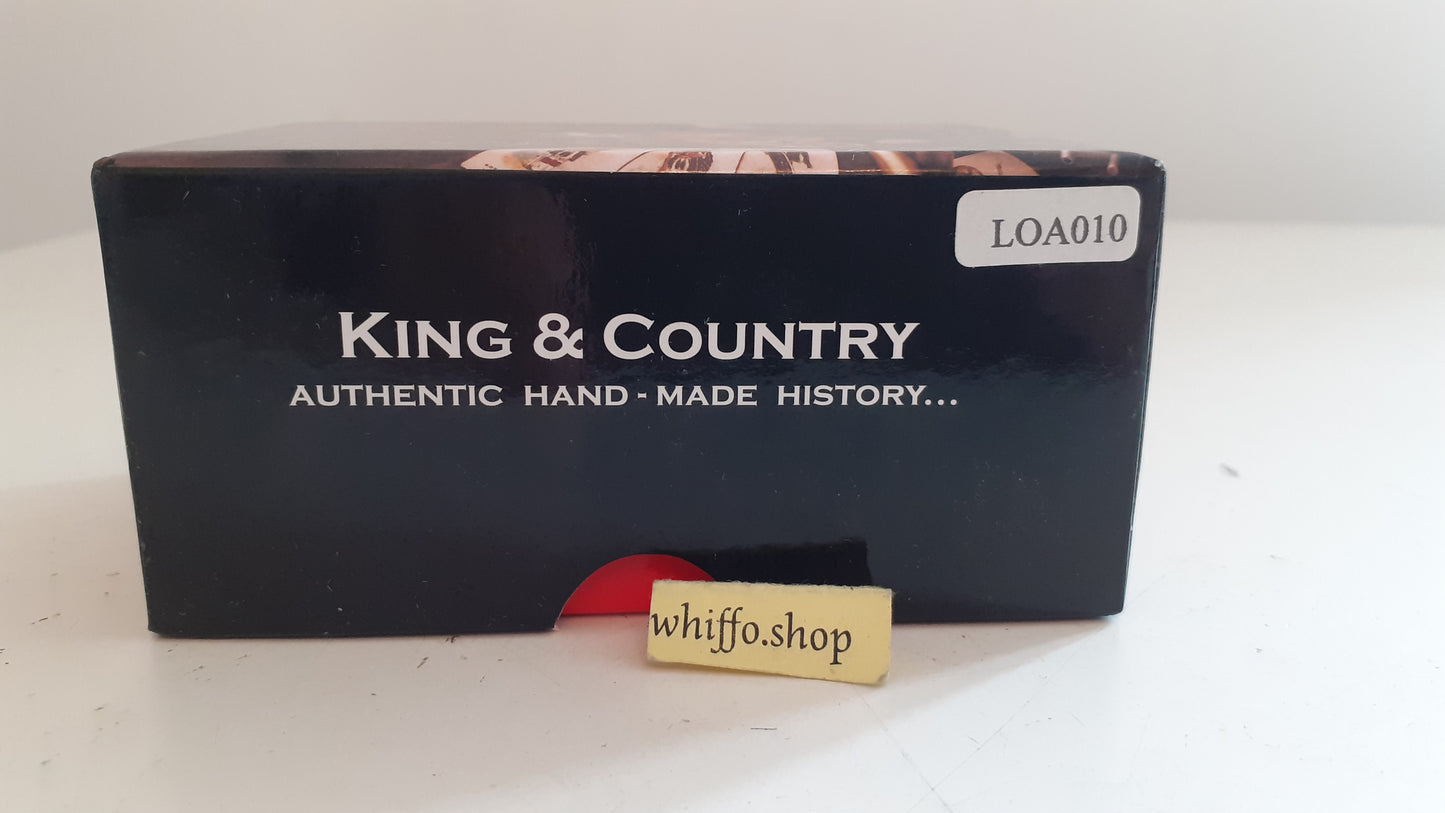 LOA010
KING & COUNTRY
AUTHENTIC HAND-MADE HISTORY...
whiffo.shop